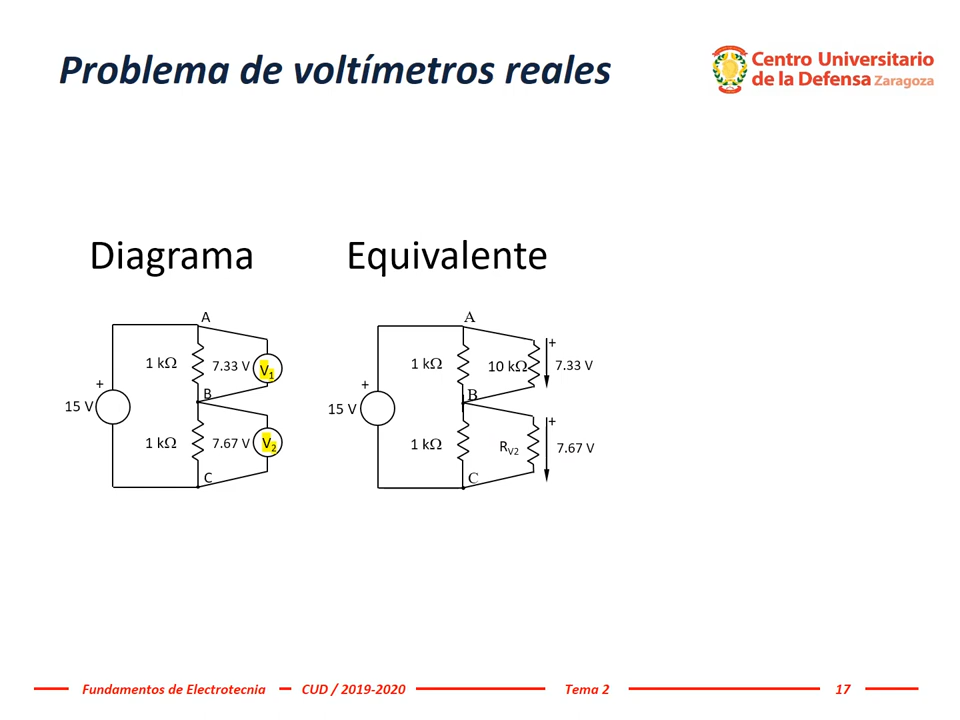 Problema de voltímetros reales
Centro Universitario
de la Defensa Zaragoza
Diagrama
Equivalente
A
1 kΩ
7.33 V
V1
+
15 V
B
1 kΩ
7.67 V
V2
C
A
1 kΩ
10 kΩ
+
7.33 V
+
15 V
B
1 kΩ
RV2
+
7.67 V
C
Fundamentos de Electrotecnia
CUD / 2019-2020
Tema 2
17